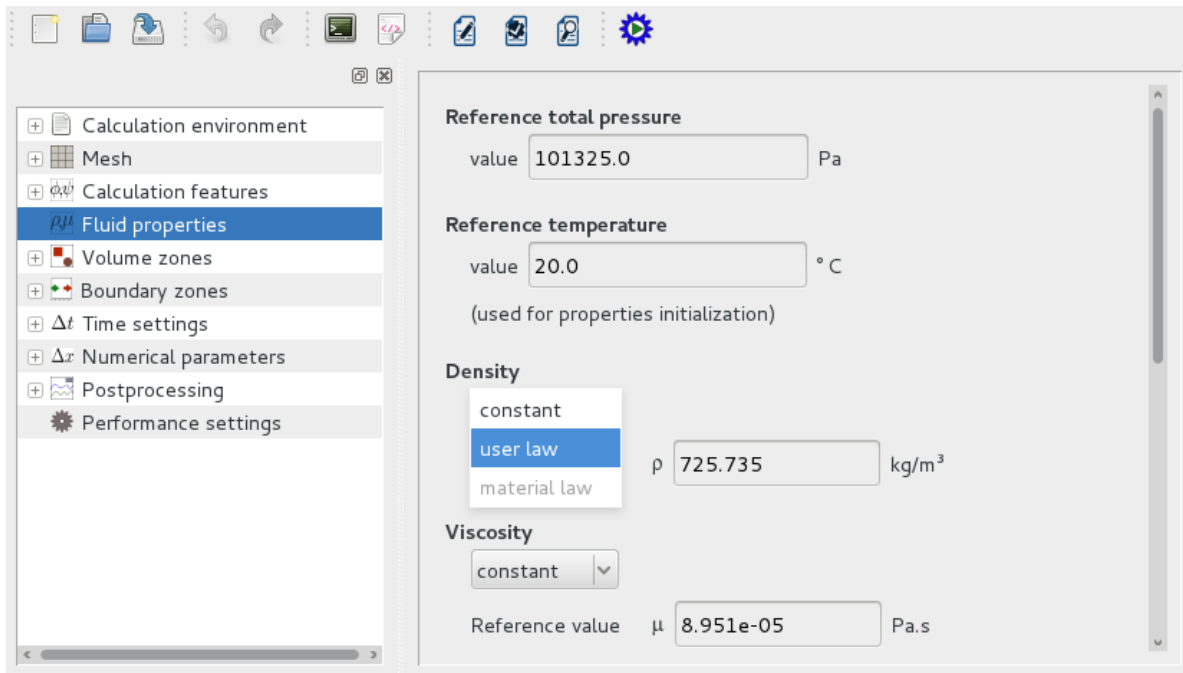 Calculation environment
Mesh
Calculation features
Fluid properties
Volume zones
Boundary zones
Δt Time settings
Δx Numerical parameters
Postprocessing
Performance settings
Reference total pressure
value 101325.0 Pa
Reference temperature
value 20.0 °C
(used for properties initialization)
Density
constant
user law
material law
ρ 725.735 kg/m³
Viscosity
constant
Reference value μ 8.951e-05 Pa.s